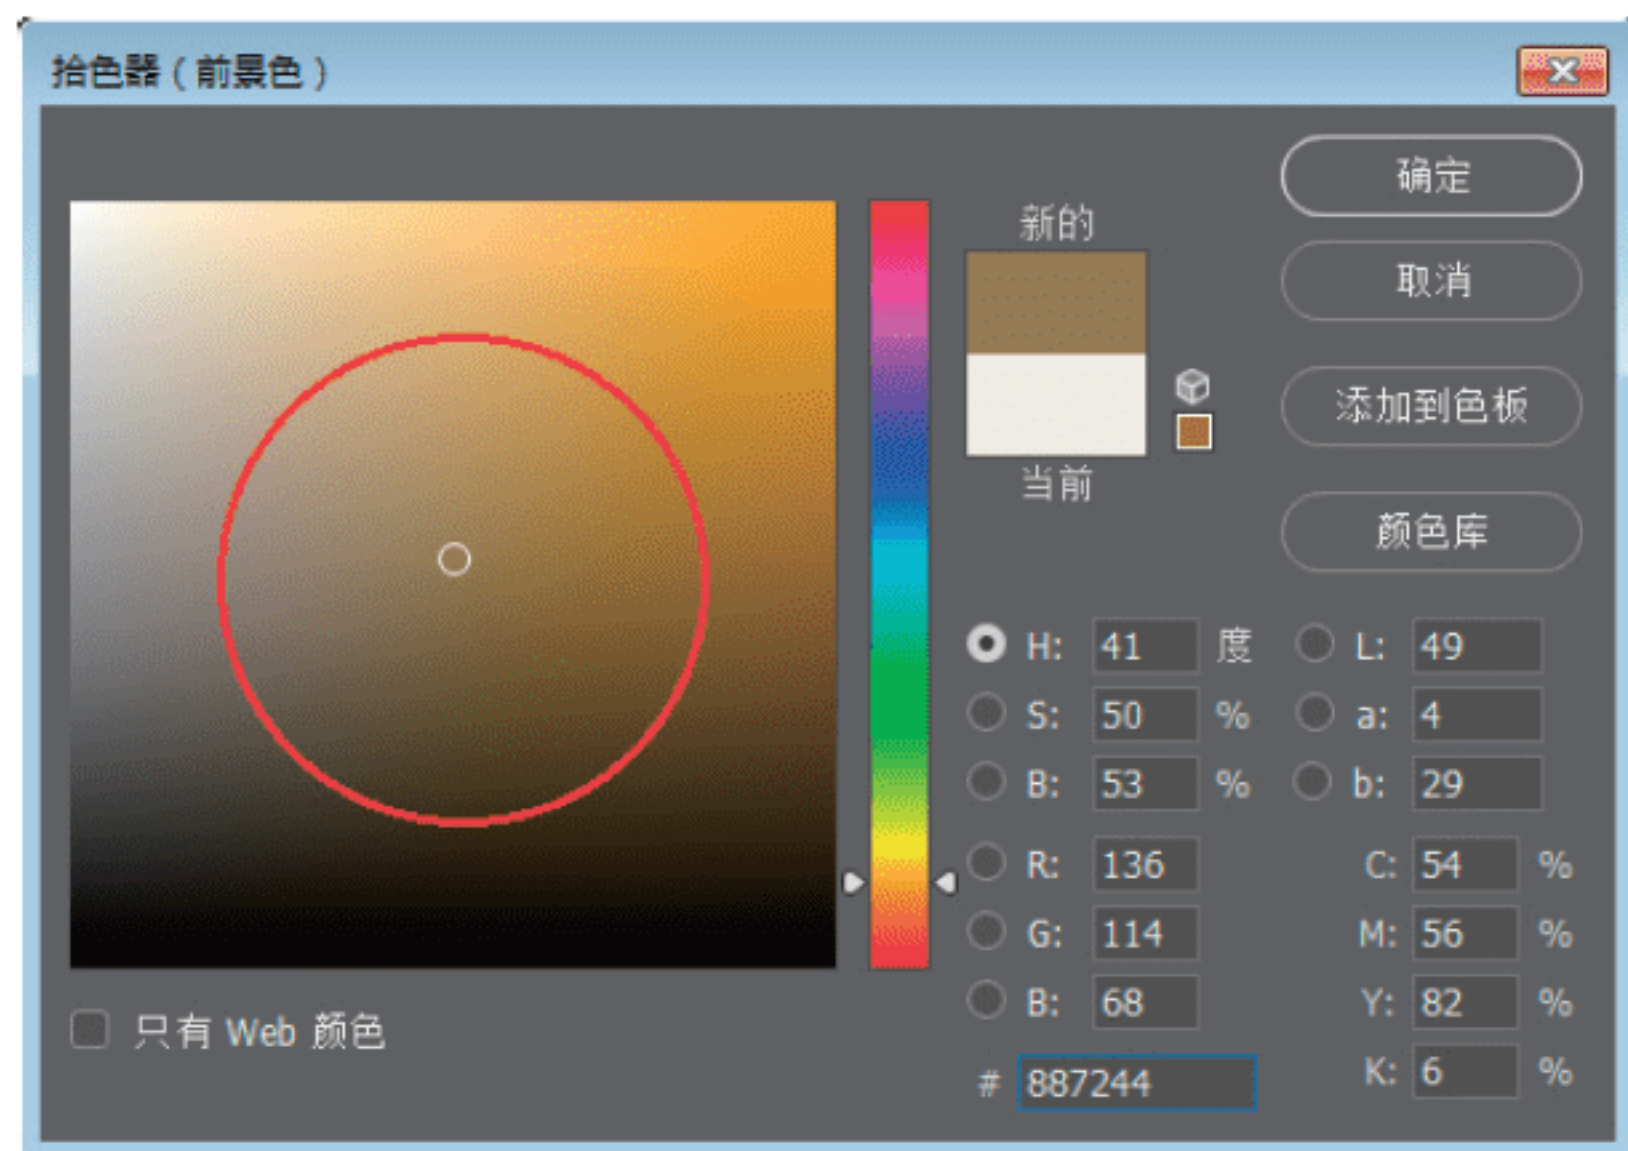 拾色器（前景色）
确定
新的
取消
添加到色板
当前
颜色库
H: 41 度 L: 49
S: 50 % a: 4
B: 53 % b: 29
R: 136 C: 54 %
G: 114 M: 56 %
B: 68 Y: 82 %
只有 Web 颜色
# 887244 K: 6 %